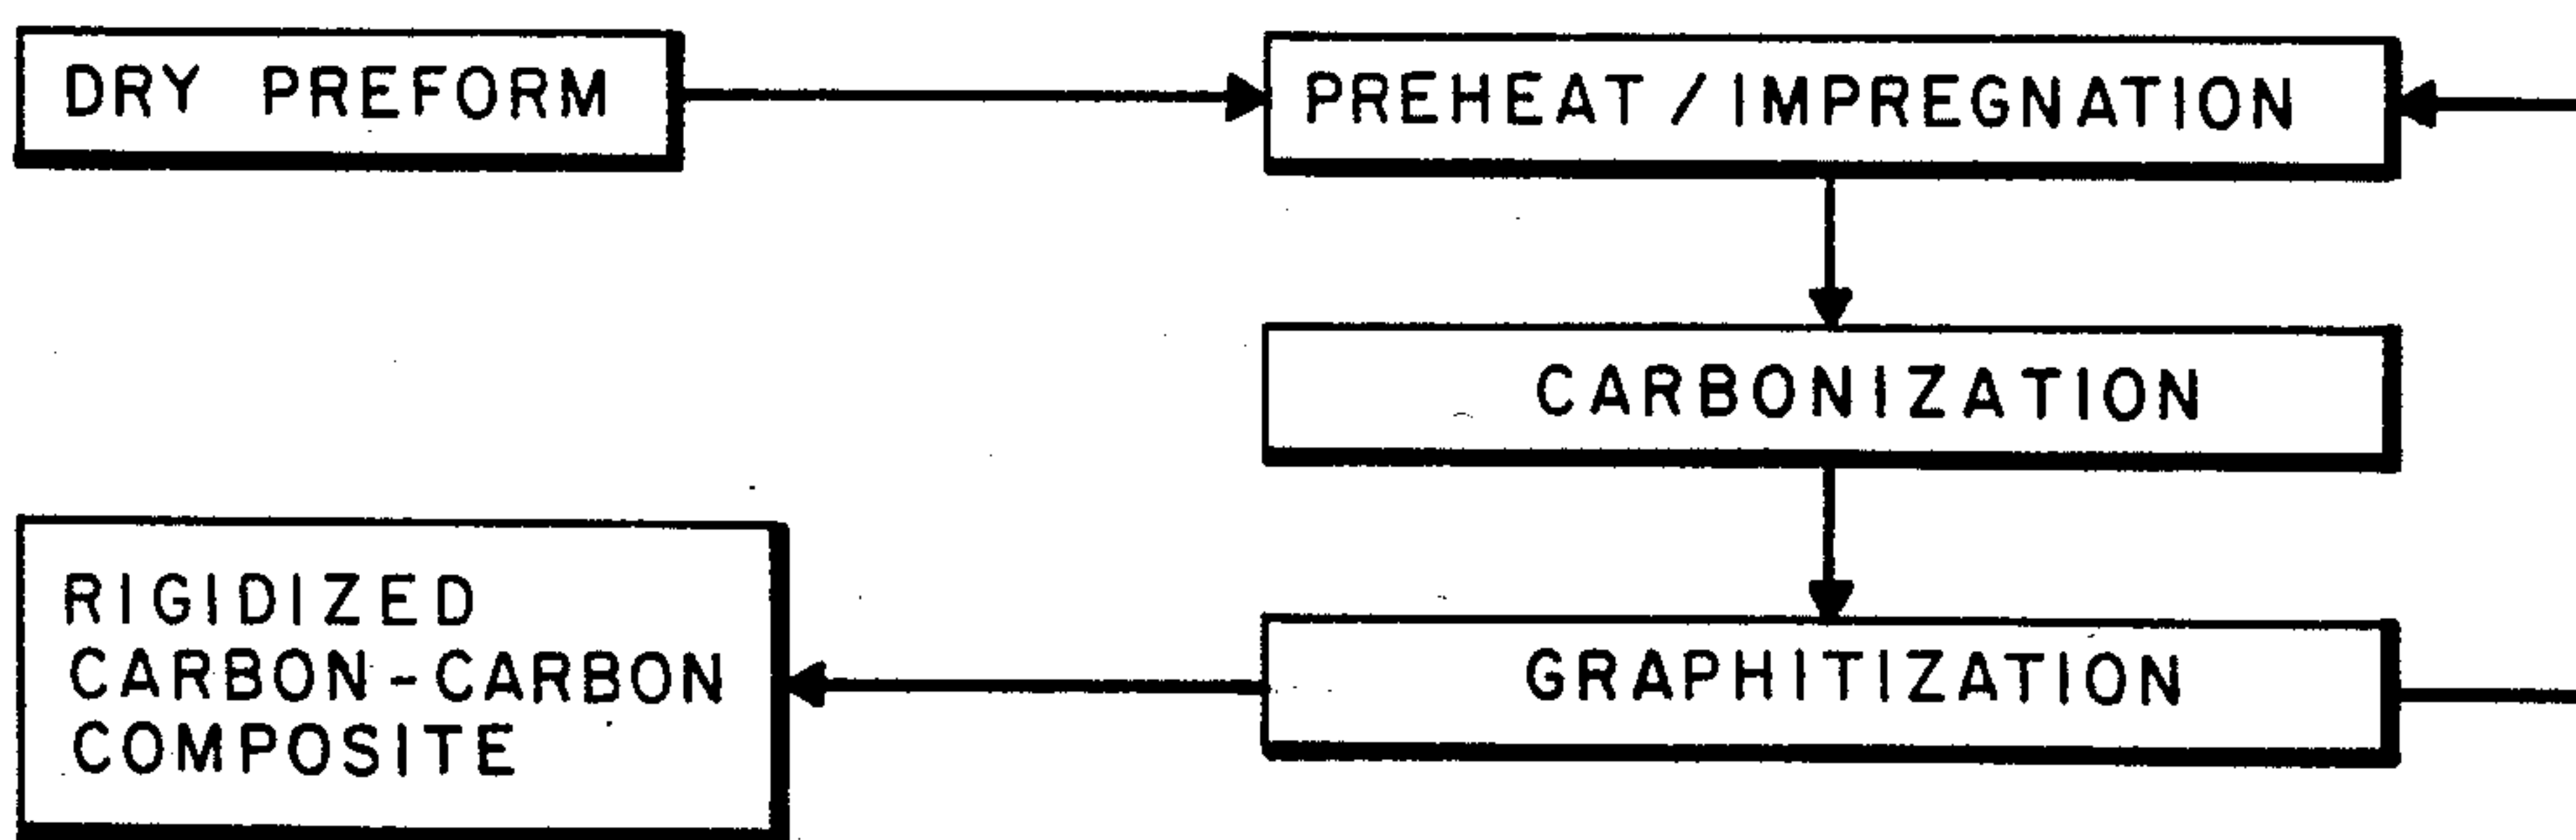 DRY PREFORM
PREHEAT / IMPREGNATION
CARBONIZATION
RIGIDIZED
CARBON-CARBON
COMPOSITE
GRAPHITIZATION